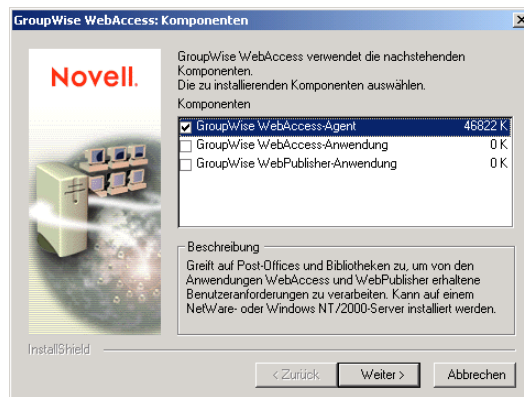 GroupWise WebAccess: Komponenten
Novell.
GroupWise WebAccess verwendet die nachstehenden
Komponenten.
Die zu installierenden Komponenten auswählen.
Komponenten
GroupWise WebAccess-Agent 46822 K
GroupWise WebAccess-Anwendung 0 K
GroupWise WebPublisher-Anwendung 0 K
Beschreibung
Greift auf Post-Offices und Bibliotheken zu, um von den
Anwendungen WebAccess und WebPublisher erhaltene
Benutzeranforderungen zu verarbeiten. Kann auf einem
NetWare- oder Windows NT/2000-Server installiert werden.
InstallShield
< Zurück
Weiter >
Abbrechen